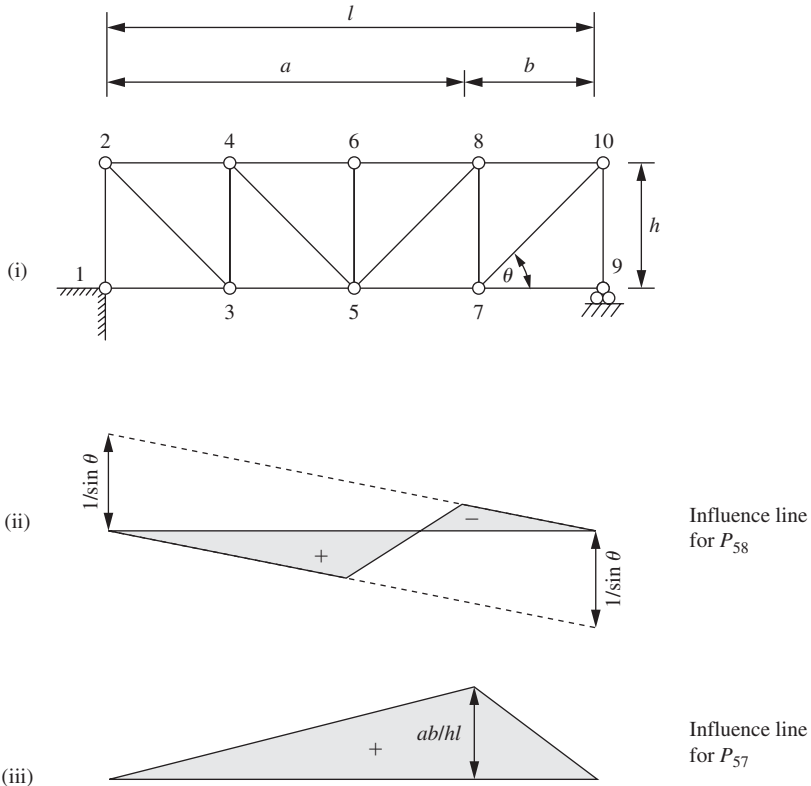 l
a
b
2
4
6
8
10
h
(i)
1
θ
9
3
5
7
1/sin θ
(ii)
+
−
Influence line
for P58
1/sin θ
ab/hl
+
Influence line
for P57
(iii)